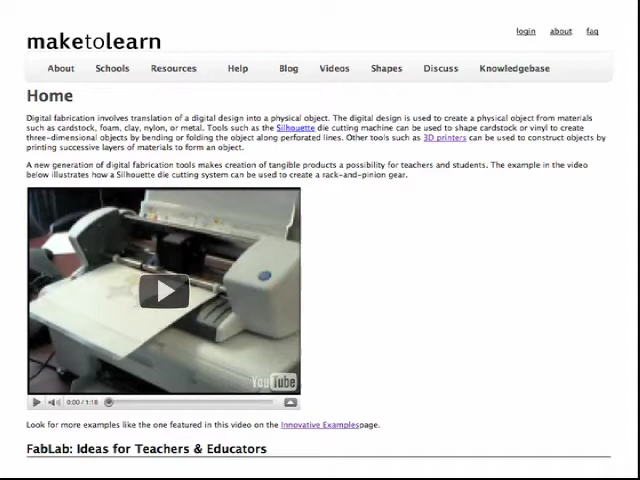 login about faq
maketolearn
About Schools Resources Help Blog Videos Shapes Discuss Knowledgebase
Home
Digital fabrication involves translation of a digital design into a physical object. The digital design is used to create a physical object from materials
such as cardstock, foam, clay, nylon, or metal. Tools such as the Silhouette die cutting machine can be used to shape cardstock or vinyl to create
three-dimensional objects by bending or folding the object along perforated lines. Other tools such as 3D printers can be used to construct objects by
printing successive layers of materials to form an object.
A new generation of digital fabrication tools makes creation of tangible products a possibility for teachers and students. The example in the video
below illustrates how a Silhouette die cutting system can be used to create a rack-and-pinion gear.
YouTube
0:00 / 1:18
Look for more examples like the one featured in this video on the Innovative Examplespage.
FabLab: Ideas for Teachers & Educators